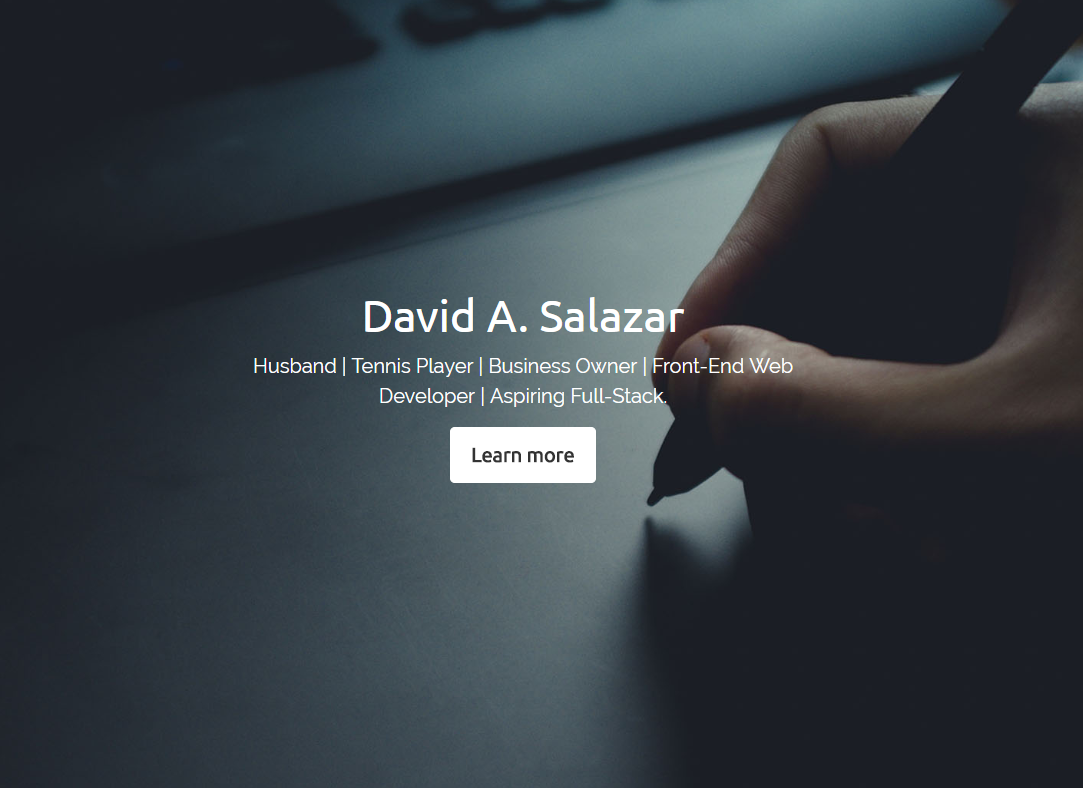 David A. Salazar
Husband | Tennis Player | Business Owner | Front-End Web
Developer | Aspiring Full-Stack.
Learn more